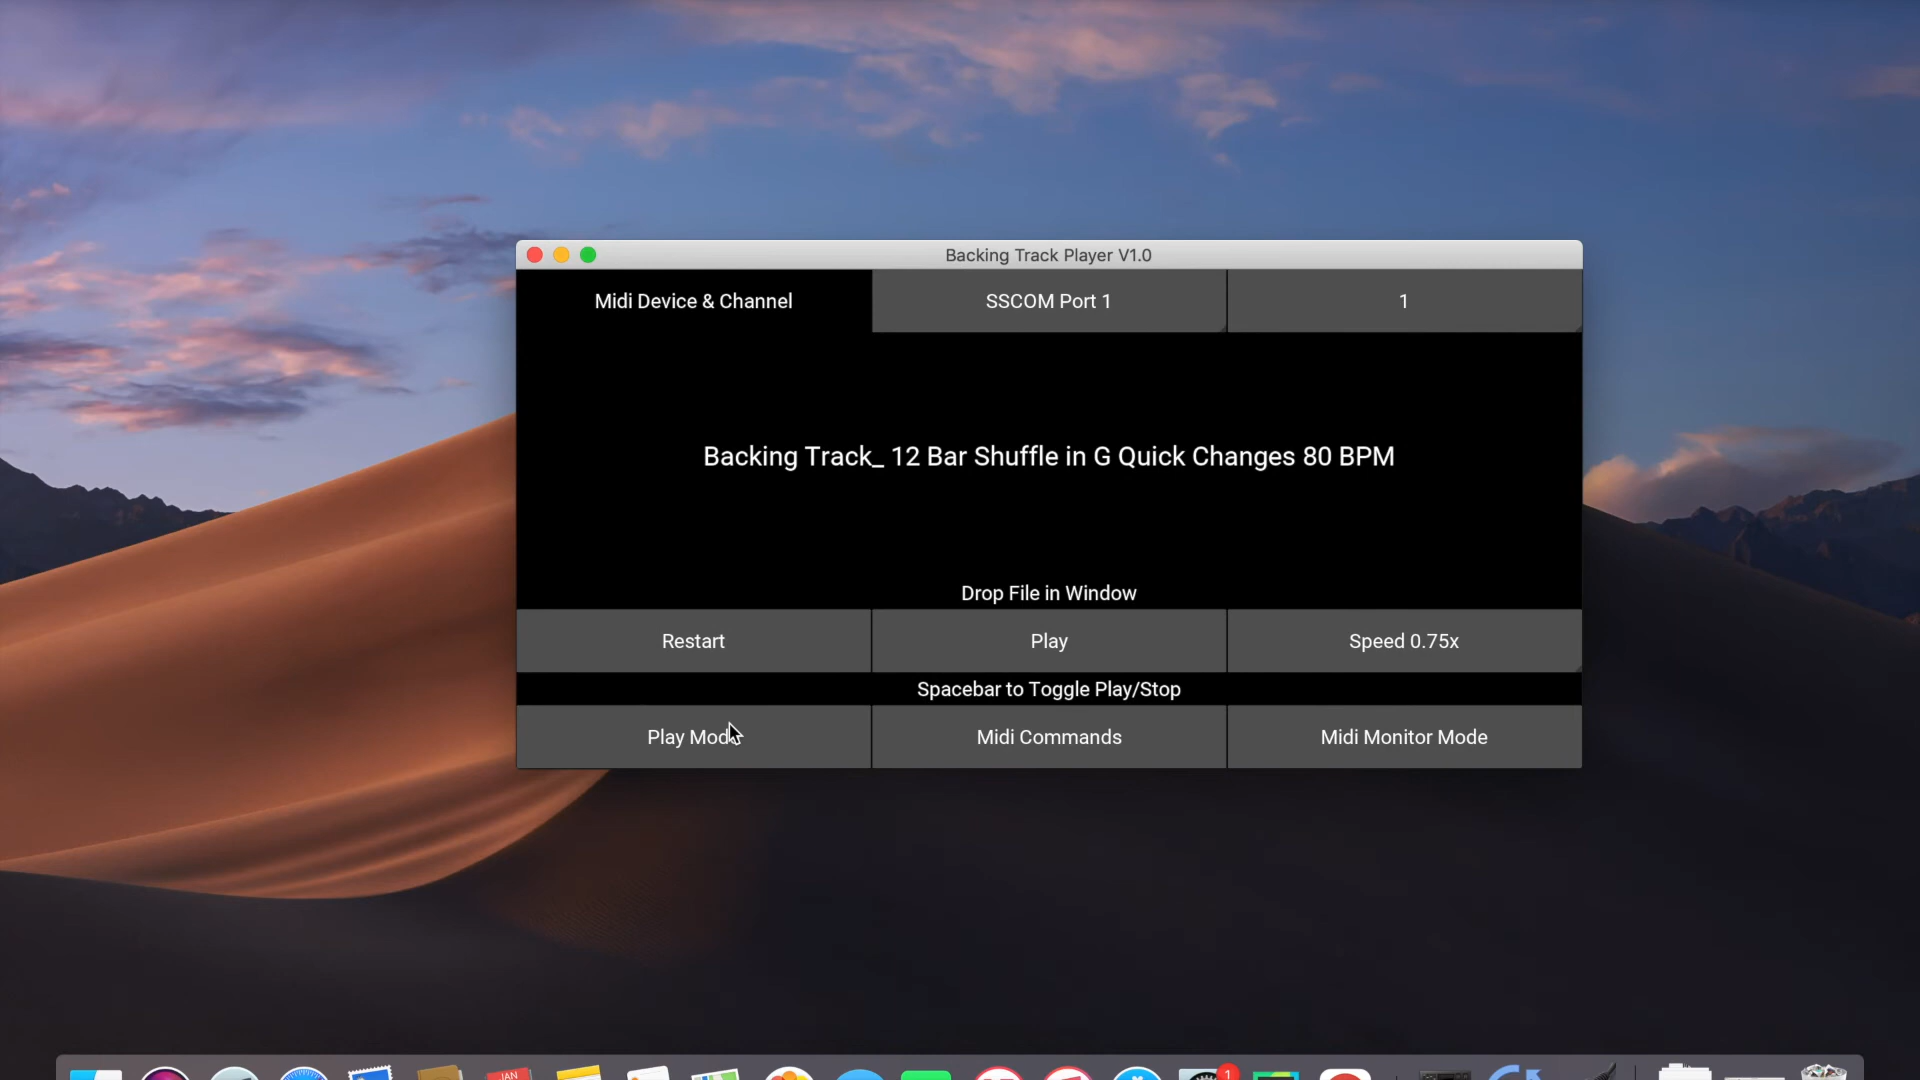 Backing Track Player V1.0
Midi Device & Channel
SSCOM Port 1
1
Backing Track_ 12 Bar Shuffle in G Quick Changes 80 BPM
Drop File in Window
Restart
Play
Speed 0.75x
Spacebar to Toggle Play/Stop
Play Mode
Midi Commands
Midi Monitor Mode
JAN
1